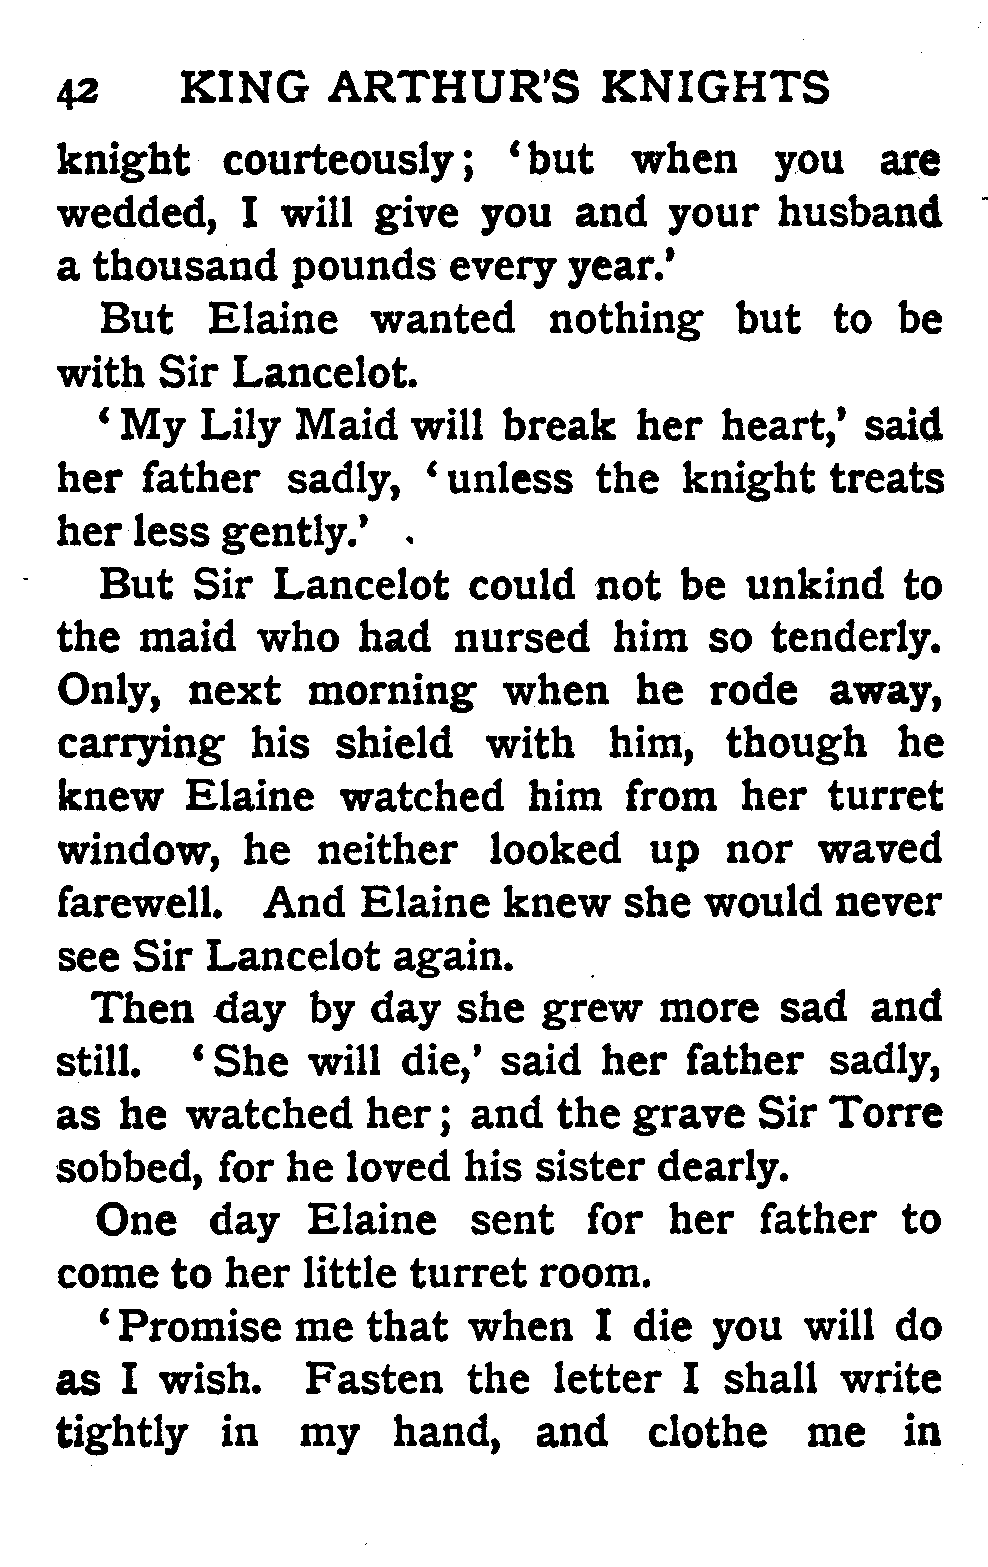 42 KING ARTHUR'S KNIGHTS
knight courteously; ‘but when you are
wedded, I will give you and your husband
a thousand pounds every year.’
But Elaine wanted nothing but to be
with Sir Lancelot.
‘My Lily Maid will break her heart,’ said
her father sadly, ‘unless the knight treats
her less gently.’
But Sir Lancelot could not be unkind to
the maid who had nursed him so tenderly.
Only, next morning when he rode away,
carrying his shield with him, though he
knew Elaine watched him from her turret
window, he neither looked up nor waved
farewell. And Elaine knew she would never
see Sir Lancelot again.
Then day by day she grew more sad and
still. ‘She will die,’ said her father sadly,
as he watched her; and the grave Sir Torre
sobbed, for he loved his sister dearly.
One day Elaine sent for her father to
come to her little turret room.
‘Promise me that when I die you will do
as I wish. Fasten the letter I shall write
tightly in my hand, and clothe me in